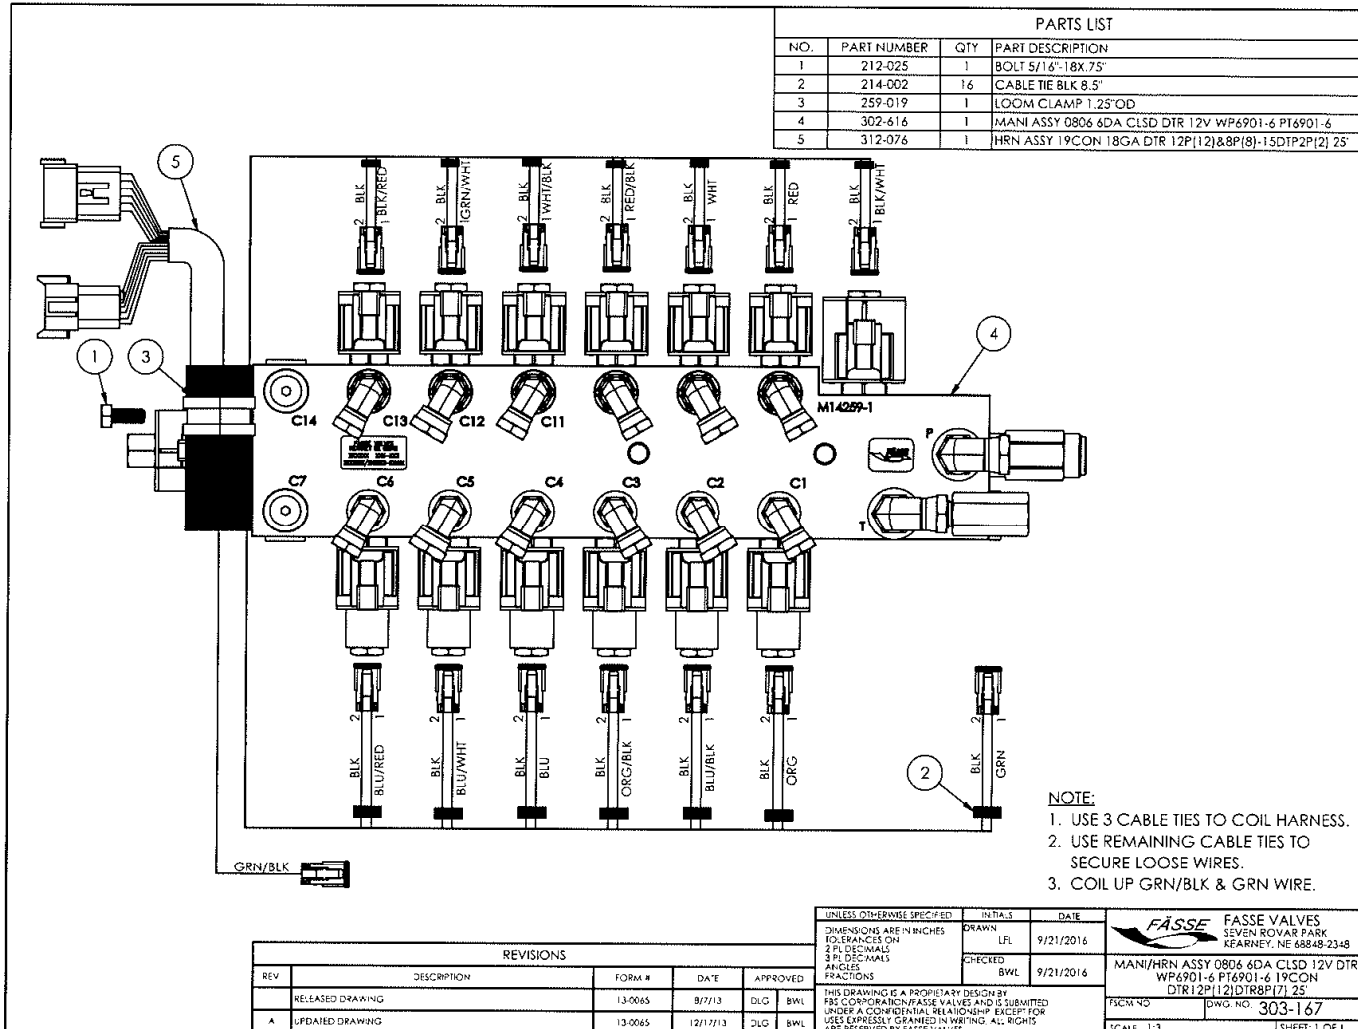 PARTS LIST
NO. PART NUMBER QTY PART DESCRIPTION
1 212-025 1 BOLT 5/16"-18X.75"
2 214-002 16 CABLE TIE BLK 8.5"
3 259-019 1 LOOM CLAMP 1.25"OD
4 302-616 1 MANI ASSY 0806 6DA CLSD DTR 12V WP6901-6 PT6901-6
5 312-076 1 HRN ASSY 19CON 18GA DTR 12P(12)&8P(8)-15DTP2P(2) 25'
5
2 BLK
1 BLK/RED
2 BLK
1 GRN/WHT
2 BLK
1 WHT/BLK
2 BLK
1 RED/BLK
2 BLK
1 WHT
2 BLK
1 RED
2 BLK
1 BLK/WHT
1
3
4
C14 C13 C12 C11 M14259-1
P
FASSE
C7 C6 C5 C4 C3 C2 C1
T
2 1
BLK
BLU/RED
2 1
BLK
BLU/WHT
2 1
BLK
BLU
2 1
BLK
ORG/BLK
2 1
BLK
BLU/BLK
2 1
BLK
ORG
2 1
BLK
GRN
2
GRN/BLK
NOTE:
1. USE 3 CABLE TIES TO COIL HARNESS.
2. USE REMAINING CABLE TIES TO
SECURE LOOSE WIRES.
3. COIL UP GRN/BLK & GRN WIRE.
REVISIONS
REV DESCRIPTION FORM # DATE APPROVED
RELEASED DRAWING 13-0065 8/7/13 DLG BWL
A UPDATED DRAWING 13-0065 12/17/13 DLG BWL
UNLESS OTHERWISE SPECIFIED INITIALS DATE
DIMENSIONS ARE IN INCHES
TOLERANCES ON
2 PL DECIMALS
3 PL DECIMALS
ANGLES
FRACTIONS
DRAWN LFL 9/21/2016
CHECKED BWL 9/21/2016
THIS DRAWING IS A PROPRIETARY DESIGN BY
FBS CORPORATION/FASSE VALVES AND IS SUBMITTED
UNDER A CONFIDENTIAL RELATIONSHIP EXCEPT FOR
USES EXPRESSLY GRANTED IN WRITING. ALL RIGHTS
ARE RESERVED BY FASSE VALVES
FÄSSE
FASSE VALVES
SEVEN ROVAR PARK
KEARNEY, NE 68848-2348
MANI/HRN ASSY 0806 6DA CLSD 12V DTR
WP6901-6 PT6901-6 19CON
DTR12P(12)DTR8P(7) 25'
FSCM NO DWG. NO. 303-167
SCALE 1:3 SHEET: 1 OF 1